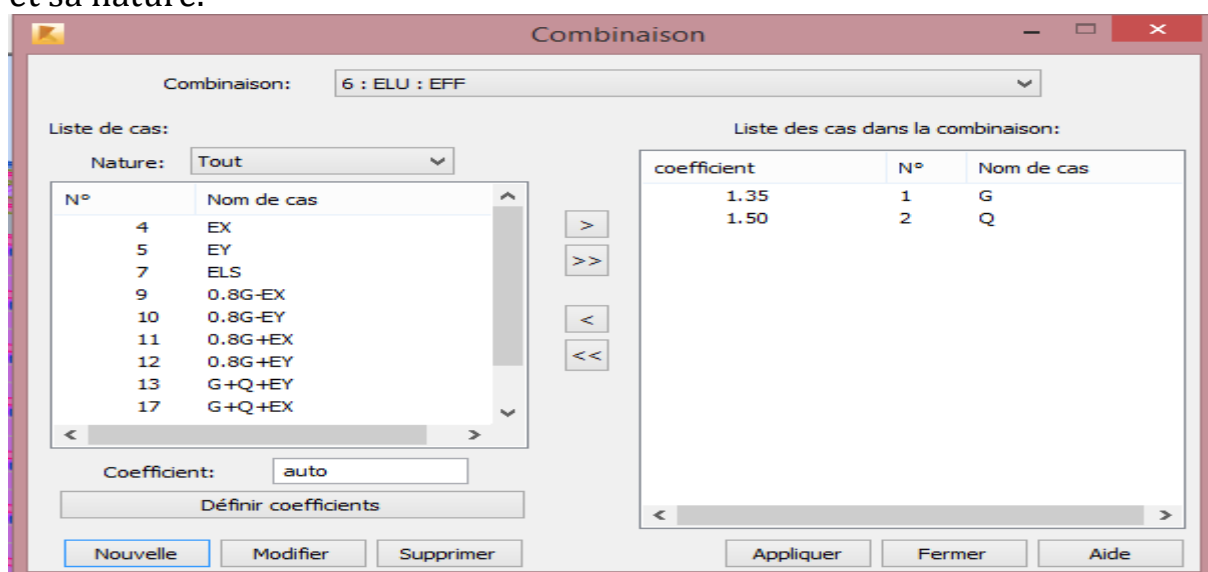 et sa nature.
Combinaison
Combinaison: 6 : ELU : EFF
Liste de cas:
Nature: Tout
N° Nom de cas
4 EX
5 EY
7 ELS
9 0.8G-EX
10 0.8G-EY
11 0.8G+EX
12 0.8G+EY
13 G+Q+EY
17 G+Q+EX
Coefficient: auto
Définir coefficients
Nouvelle Modifier Supprimer
>
>>
<
<<
Liste des cas dans la combinaison:
coefficient N° Nom de cas
1.35 1 G
1.50 2 Q
Appliquer Fermer Aide